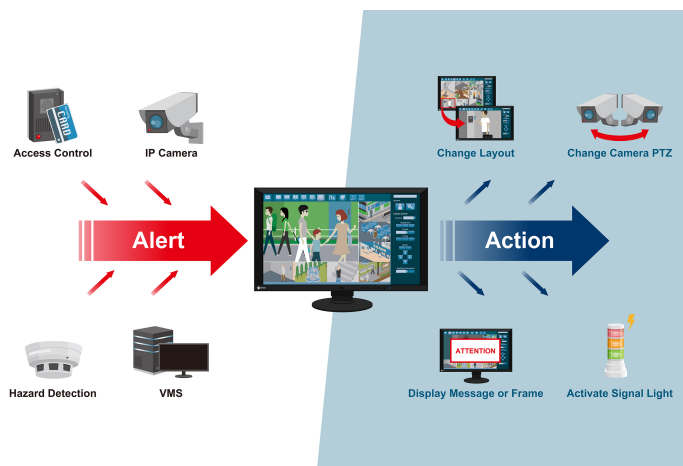 CARD
Access Control
IP Camera
Change Layout
Change Camera PTZ
Alert
Action
ATTENTION
Hazard Detection
VMS
Display Message or Frame
Activate Signal Light